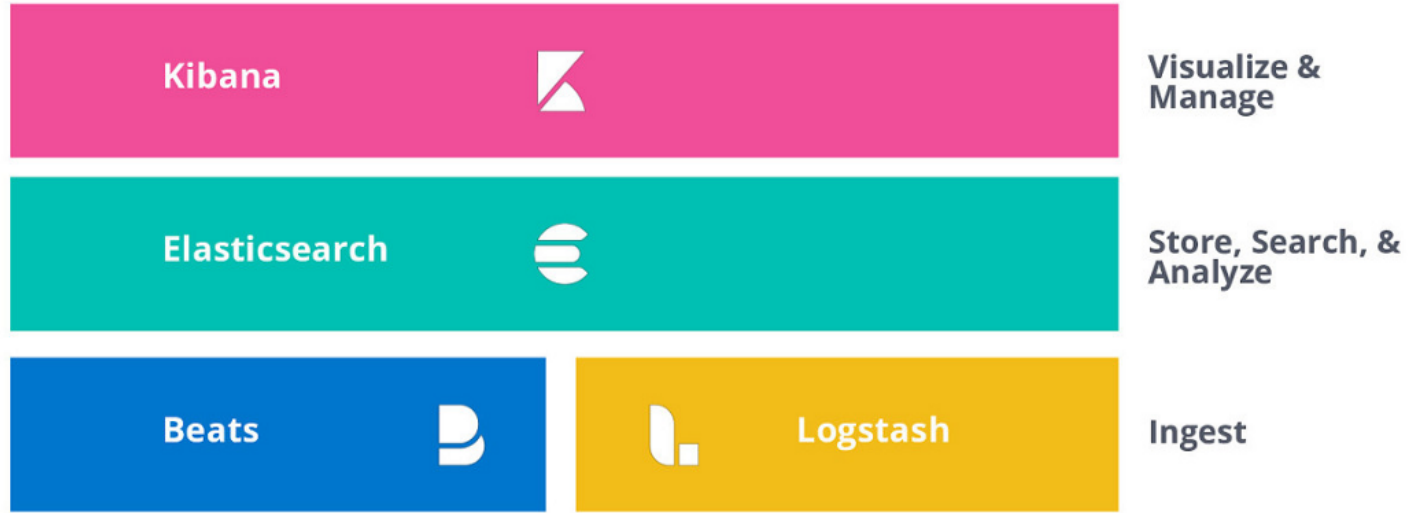 Kibana
Visualize &
Manage
Elasticsearch
Store, Search, &
Analyze
Beats
Logstash
Ingest